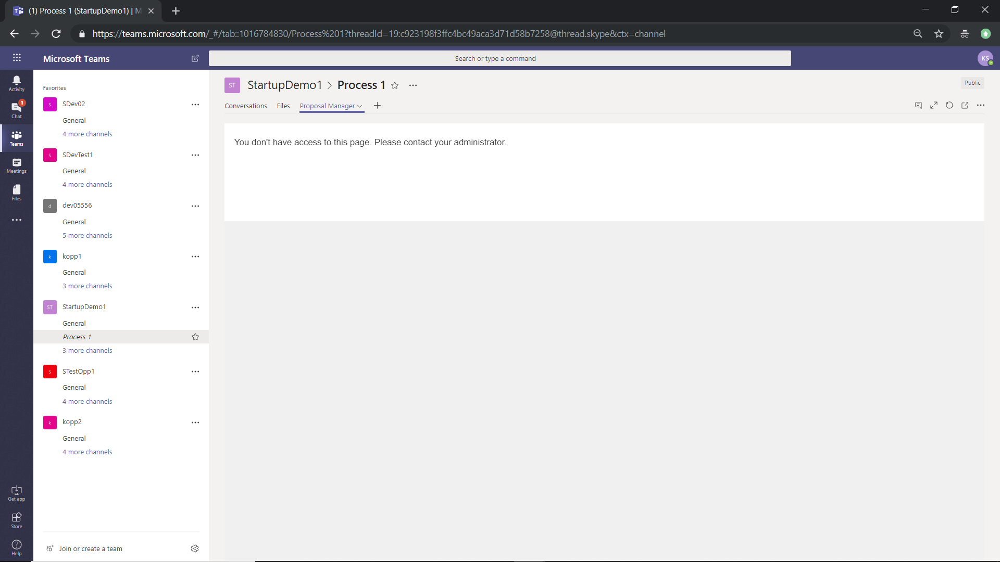 (1) Process 1 (StartupDemo1) | M
https://teams.microsoft.com/_#/tab::1016784830/Process%201?threadId=19:c923198f3ffc4bc49aca3d71d58b7258@thread.skype&ctx=channel
Microsoft Teams
Search or type a command
KS
Activity
1
Chat
Teams
Meetings
Files
Get app
Store
Help
Favorites
S SDev02
General
4 more channels
S SDevTest1
General
4 more channels
d dev05556
General
5 more channels
k kopp1
General
3 more channels
ST StartupDemo1
General
Process 1
3 more channels
S STestOpp1
General
4 more channels
k kopp2
General
4 more channels
Join or create a team
ST StartupDemo1 > Process 1
Public
Conversations Files Proposal Manager
You don't have access to this page. Please contact your administrator.